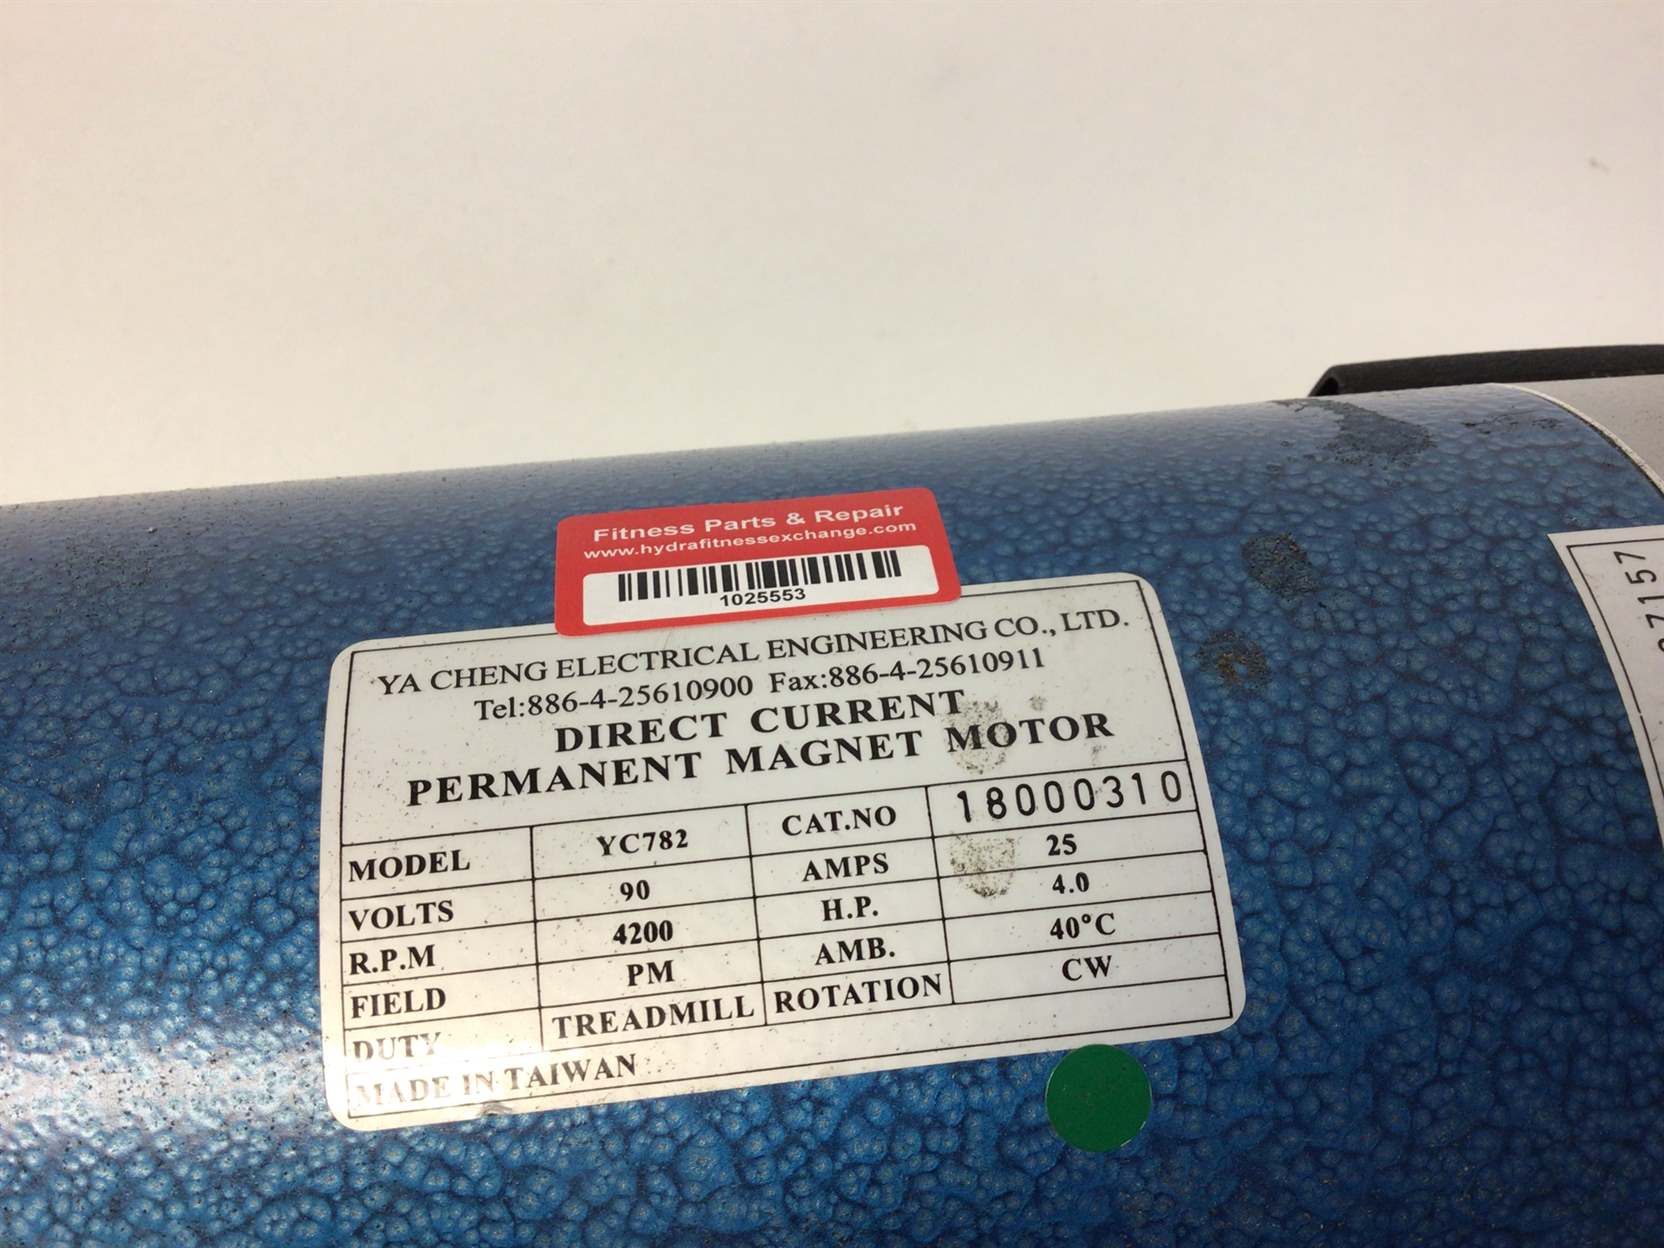 Fitness Parts & Repair
www.hydrafitnessexchange.com
1025553
YA CHENG ELECTRICAL ENGINEERING CO., LTD.
Tel:886-4-25610900 Fax:886-4-25610911
DIRECT CURRENT
PERMANENT MAGNET MOTOR
MODEL YC782 CAT.NO 18000310
VOLTS 90 AMPS 25
R.P.M 4200 H.P. 4.0
FIELD PM AMB. 40°C
DUTY TREADMILL ROTATION CW
MADE IN TAIWAN